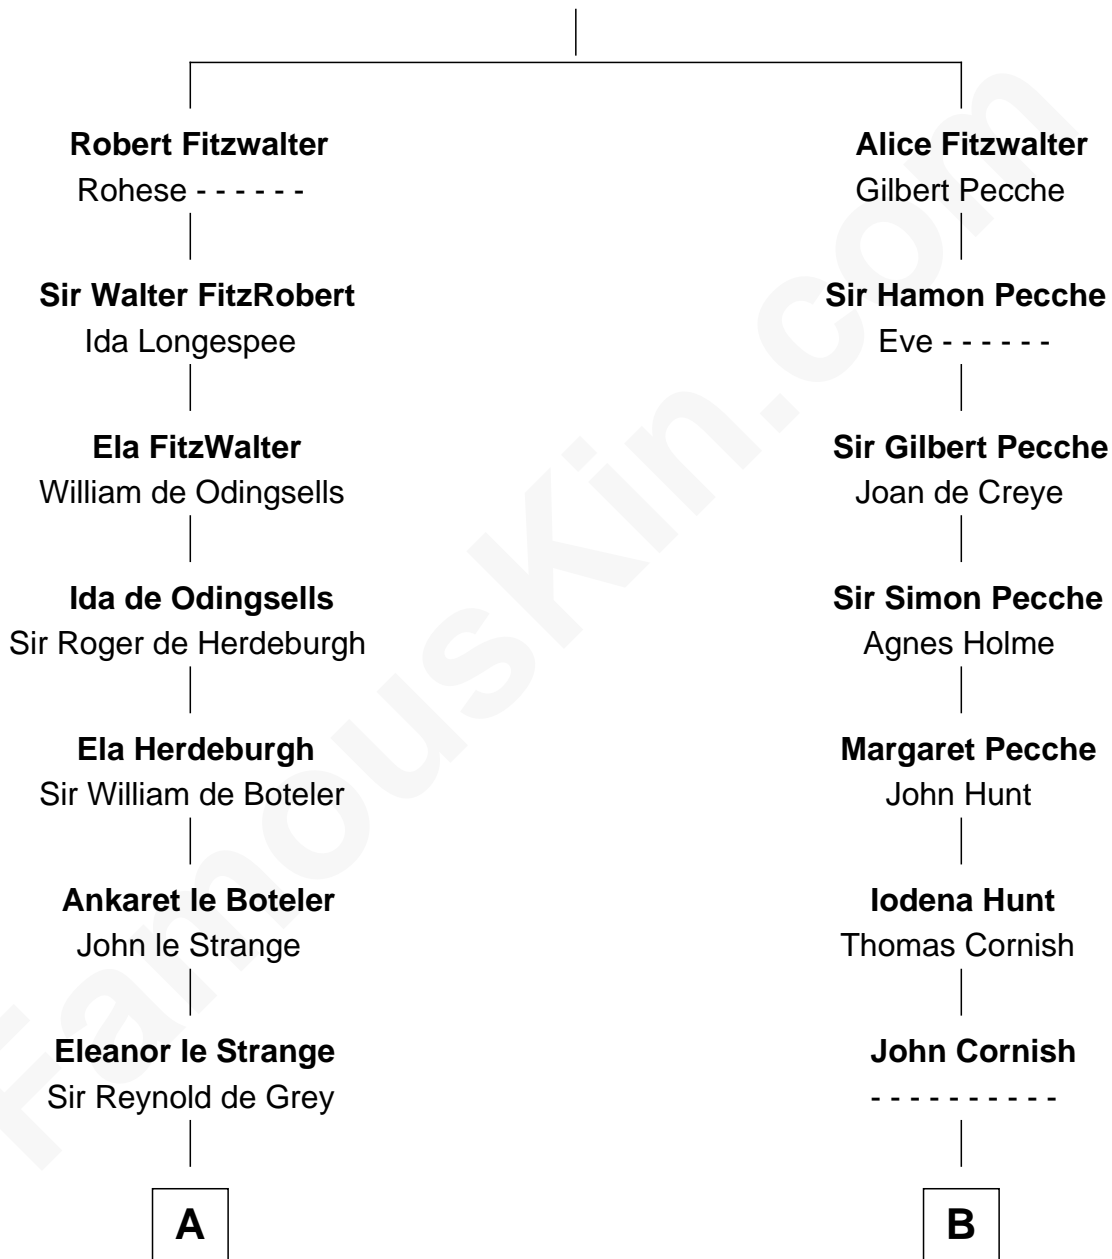 Robert Fitzwalter
Rohese - - - - - -
Alice Fitzwalter
Gilbert Pecche
Sir Walter FitzRobert
Ida Longespee
Sir Hamon Pecche
Eve - - - - - -
Ela FitzWalter
William de Odingsells
Sir Gilbert Pecche
Joan de Creye
Ida de Odingsells
Sir Roger de Herdeburgh
Sir Simon Pecche
Agnes Holme
Ela Herdeburgh
Sir William de Boteler
Margaret Pecche
John Hunt
Ankaret le Boteler
John le Strange
Iodena Hunt
Thomas Cornish
Eleanor le Strange
Sir Reynold de Grey
John Cornish
- - - - - - - - - -
A
B
FamousKin.com